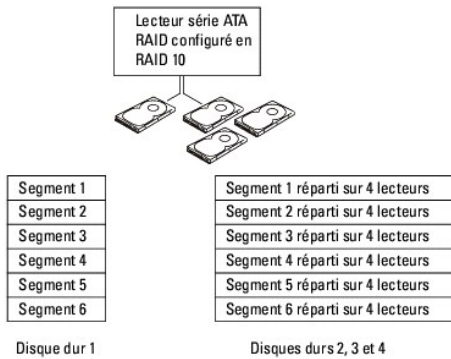 Lecteur série ATA
RAID configuré en
RAID 10
Segment 1
Segment 2
Segment 3
Segment 4
Segment 5
Segment 6
Disque dur 1
Segment 1 réparti sur 4 lecteurs
Segment 2 réparti sur 4 lecteurs
Segment 3 réparti sur 4 lecteurs
Segment 4 réparti sur 4 lecteurs
Segment 5 réparti sur 4 lecteurs
Segment 6 réparti sur 4 lecteurs
Disques durs 2, 3 et 4